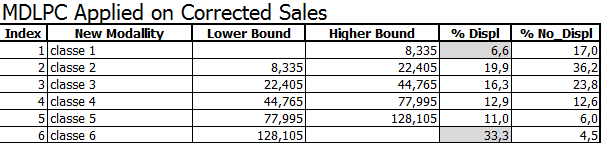 MDLPC Applied on Corrected Sales
Index New Modallity Lower Bound Higher Bound % Displ % No_Displ
1 classe 1 8,335 6,6 17,0
2 classe 2 8,335 22,405 19,9 36,2
3 classe 3 22,405 44,765 16,3 23,8
4 classe 4 44,765 77,995 12,9 12,6
5 classe 5 77,995 128,105 11,0 6,0
6 classe 6 128,105 33,3 4,5